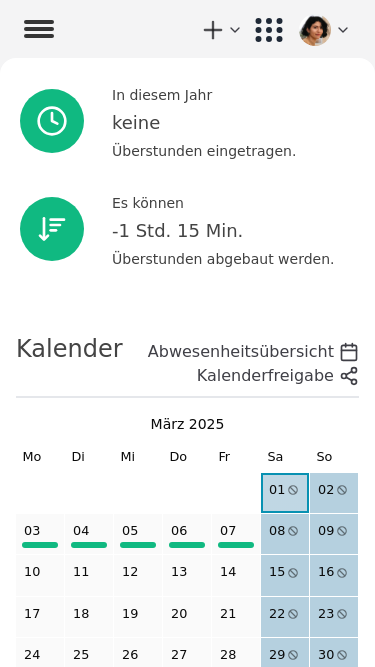 In diesem Jahr
keine
Überstunden eingetragen.
Es können
-1 Std. 15 Min.
Überstunden abgebaut werden.
Kalender
Abwesenheitsübersicht
Kalenderfreigabe
März 2025
Mo Di Mi Do Fr Sa So
01 02
03 04 05 06 07 08 09
10 11 12 13 14 15 16
17 18 19 20 21 22 23
24 25 26 27 28 29 30